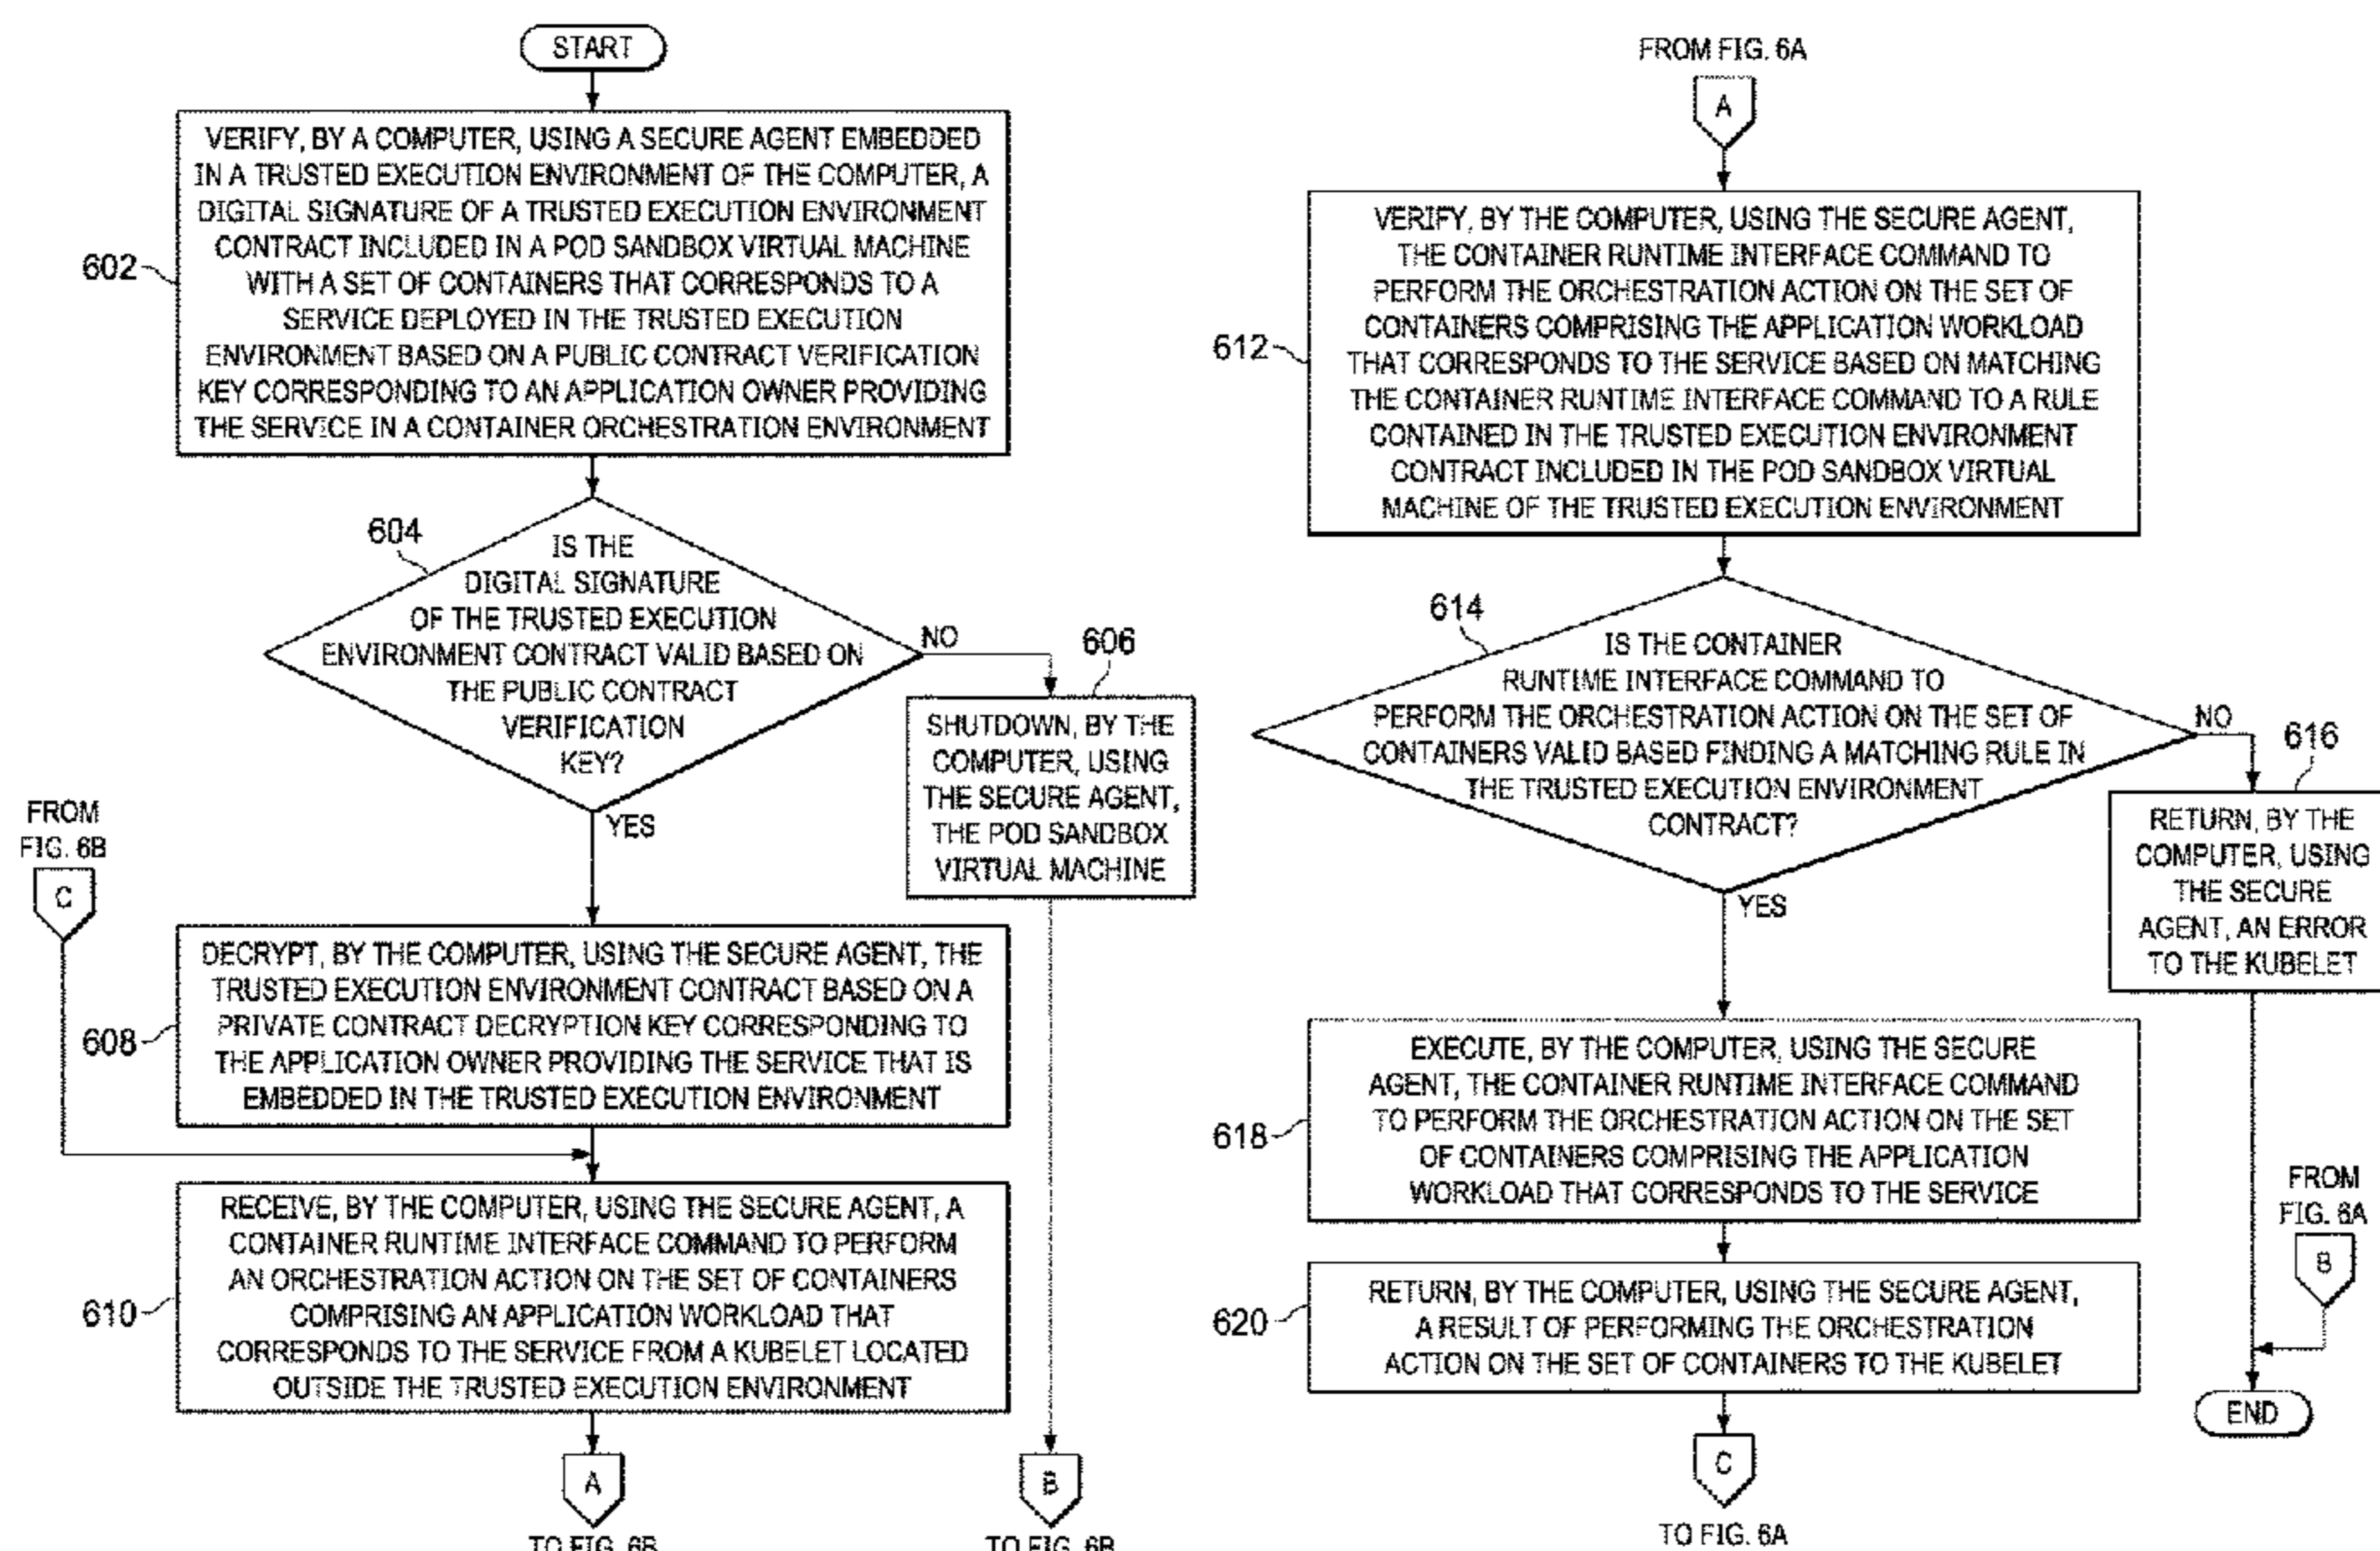 START
602
VERIFY, BY A COMPUTER, USING A SECURE AGENT EMBEDDED
IN A TRUSTED EXECUTION ENVIRONMENT OF THE COMPUTER, A
DIGITAL SIGNATURE OF A TRUSTED EXECUTION ENVIRONMENT
CONTRACT INCLUDED IN A POD SANDBOX VIRTUAL MACHINE
WITH A SET OF CONTAINERS THAT CORRESPONDS TO A
SERVICE DEPLOYED IN THE TRUSTED EXECUTION
ENVIRONMENT BASED ON A PUBLIC CONTRACT VERIFICATION
KEY CORRESPONDING TO AN APPLICATION OWNER PROVIDING
THE SERVICE IN A CONTAINER ORCHESTRATION ENVIRONMENT
604
IS THE
DIGITAL SIGNATURE
OF THE TRUSTED EXECUTION
ENVIRONMENT CONTRACT VALID BASED ON
THE PUBLIC CONTRACT
VERIFICATION
KEY?
NO
YES
606
SHUTDOWN, BY THE
COMPUTER, USING
THE SECURE AGENT,
THE POD SANDBOX
VIRTUAL MACHINE
FROM
FIG. 6B
C
608
DECRYPT, BY THE COMPUTER, USING THE SECURE AGENT, THE
TRUSTED EXECUTION ENVIRONMENT CONTRACT BASED ON A
PRIVATE CONTRACT DECRYPTION KEY CORRESPONDING TO
THE APPLICATION OWNER PROVIDING THE SERVICE THAT IS
EMBEDDED IN THE TRUSTED EXECUTION ENVIRONMENT
610
RECEIVE, BY THE COMPUTER, USING THE SECURE AGENT, A
CONTAINER RUNTIME INTERFACE COMMAND TO PERFORM
AN ORCHESTRATION ACTION ON THE SET OF CONTAINERS
COMPRISING AN APPLICATION WORKLOAD THAT
CORRESPONDS TO THE SERVICE FROM A KUBELET LOCATED
OUTSIDE THE TRUSTED EXECUTION ENVIRONMENT
A
TO FIG. 6B
B
TO FIG. 6B
FROM FIG. 6A
A
612
VERIFY, BY THE COMPUTER, USING THE SECURE AGENT,
THE CONTAINER RUNTIME INTERFACE COMMAND TO
PERFORM THE ORCHESTRATION ACTION ON THE SET OF
CONTAINERS COMPRISING THE APPLICATION WORKLOAD
THAT CORRESPONDS TO THE SERVICE BASED ON MATCHING
THE CONTAINER RUNTIME INTERFACE COMMAND TO A RULE
CONTAINED IN THE TRUSTED EXECUTION ENVIRONMENT
CONTRACT INCLUDED IN THE POD SANDBOX VIRTUAL
MACHINE OF THE TRUSTED EXECUTION ENVIRONMENT
614
IS THE CONTAINER
RUNTIME INTERFACE COMMAND TO
PERFORM THE ORCHESTRATION ACTION ON THE SET OF
CONTAINERS VALID BASED FINDING A MATCHING RULE IN
THE TRUSTED EXECUTION ENVIRONMENT
CONTRACT?
NO
YES
616
RETURN, BY THE
COMPUTER, USING
THE SECURE
AGENT, AN ERROR
TO THE KUBELET
618
EXECUTE, BY THE COMPUTER, USING THE SECURE
AGENT, THE CONTAINER RUNTIME INTERFACE COMMAND
TO PERFORM THE ORCHESTRATION ACTION ON THE SET
OF CONTAINERS COMPRISING THE APPLICATION
WORKLOAD THAT CORRESPONDS TO THE SERVICE
620
RETURN, BY THE COMPUTER, USING THE SECURE AGENT,
A RESULT OF PERFORMING THE ORCHESTRATION
ACTION ON THE SET OF CONTAINERS TO THE KUBELET
C
TO FIG. 6A
FROM
FIG. 6A
B
END